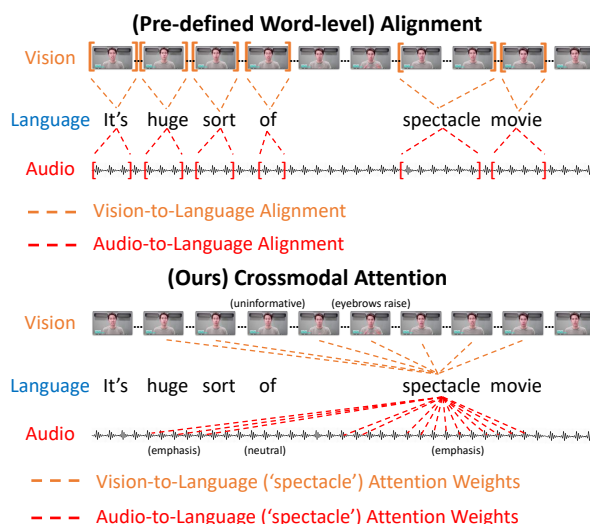 (Pre-defined Word-level) Alignment
Vision
Language It's huge sort of spectacle movie
Audio
Vision-to-Language Alignment
Audio-to-Language Alignment
(Ours) Crossmodal Attention
(uninformative) (eyebrows raise)
Vision
Language It's huge sort of spectacle movie
Audio
(emphasis) (neutral) (emphasis)
Vision-to-Language ('spectacle') Attention Weights
Audio-to-Language ('spectacle') Attention Weights